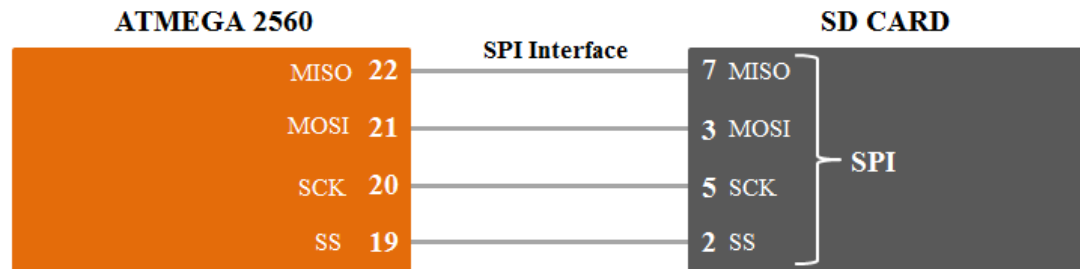 ATMEGA 2560 SD CARD
SPI Interface
MISO 22 7 MISO
MOSI 21 3 MOSI
SPI
SCK 20 5 SCK
SS 19 2 SS